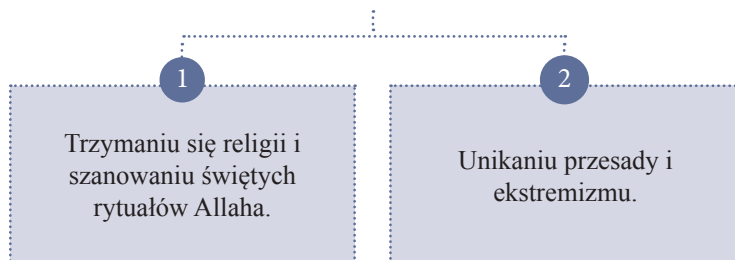 1
Trzymaniu się religii i
szanowaniu świętych
rytuałów Allaha.
2
Unikaniu przesady i
ekstremizmu.